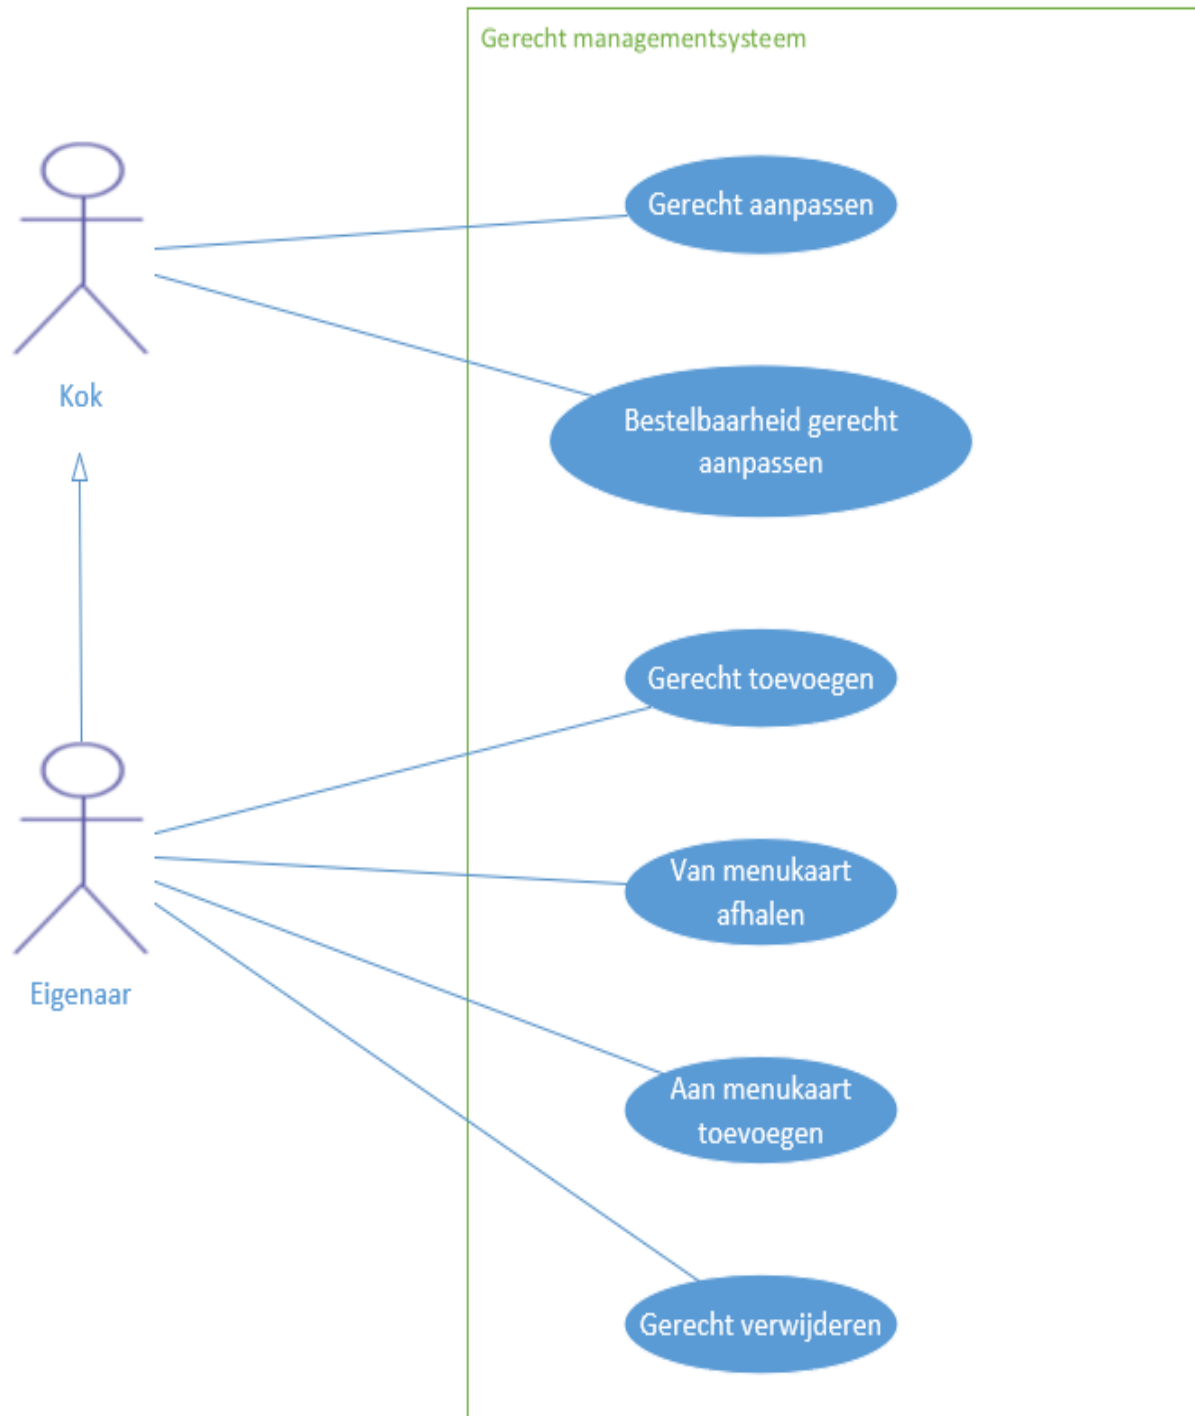 Gerecht managementsysteem
Gerecht aanpassen
Kok
Bestelbaarheid gerecht
aanpassen
Gerecht toevoegen
Van menukaart
afhalen
Eigenaar
Aan menukaart
toevoegen
Gerecht verwijderen